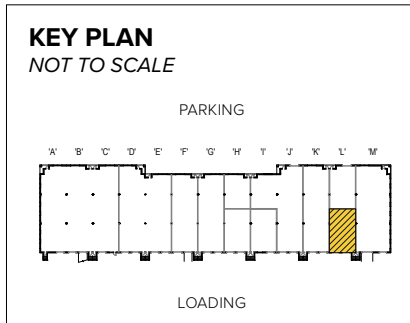 KEY PLAN
NOT TO SCALE
PARKING
'A' 'B' 'C' 'D' 'E' 'F' 'G' 'H' 'I' 'J' 'K' 'L' 'M'
LOADING